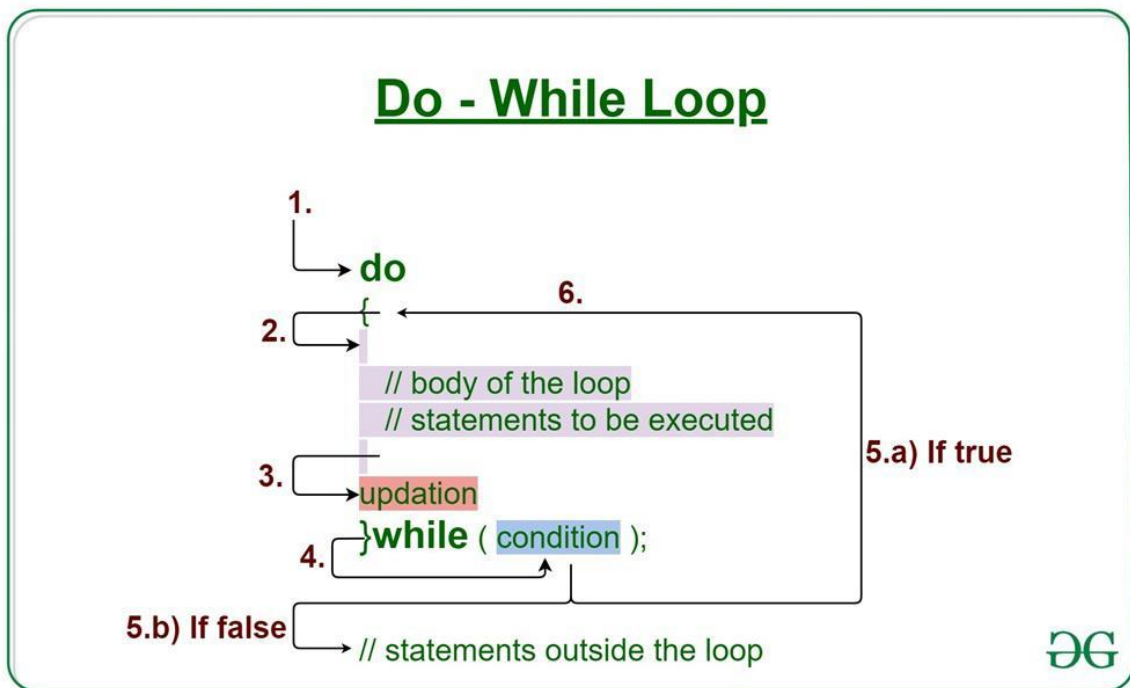 Do - While Loop
1.
do
6.
{
2.
// body of the loop
// statements to be executed
5.a) If true
3.
updation
}while ( condition );
4.
5.b) If false
// statements outside the loop